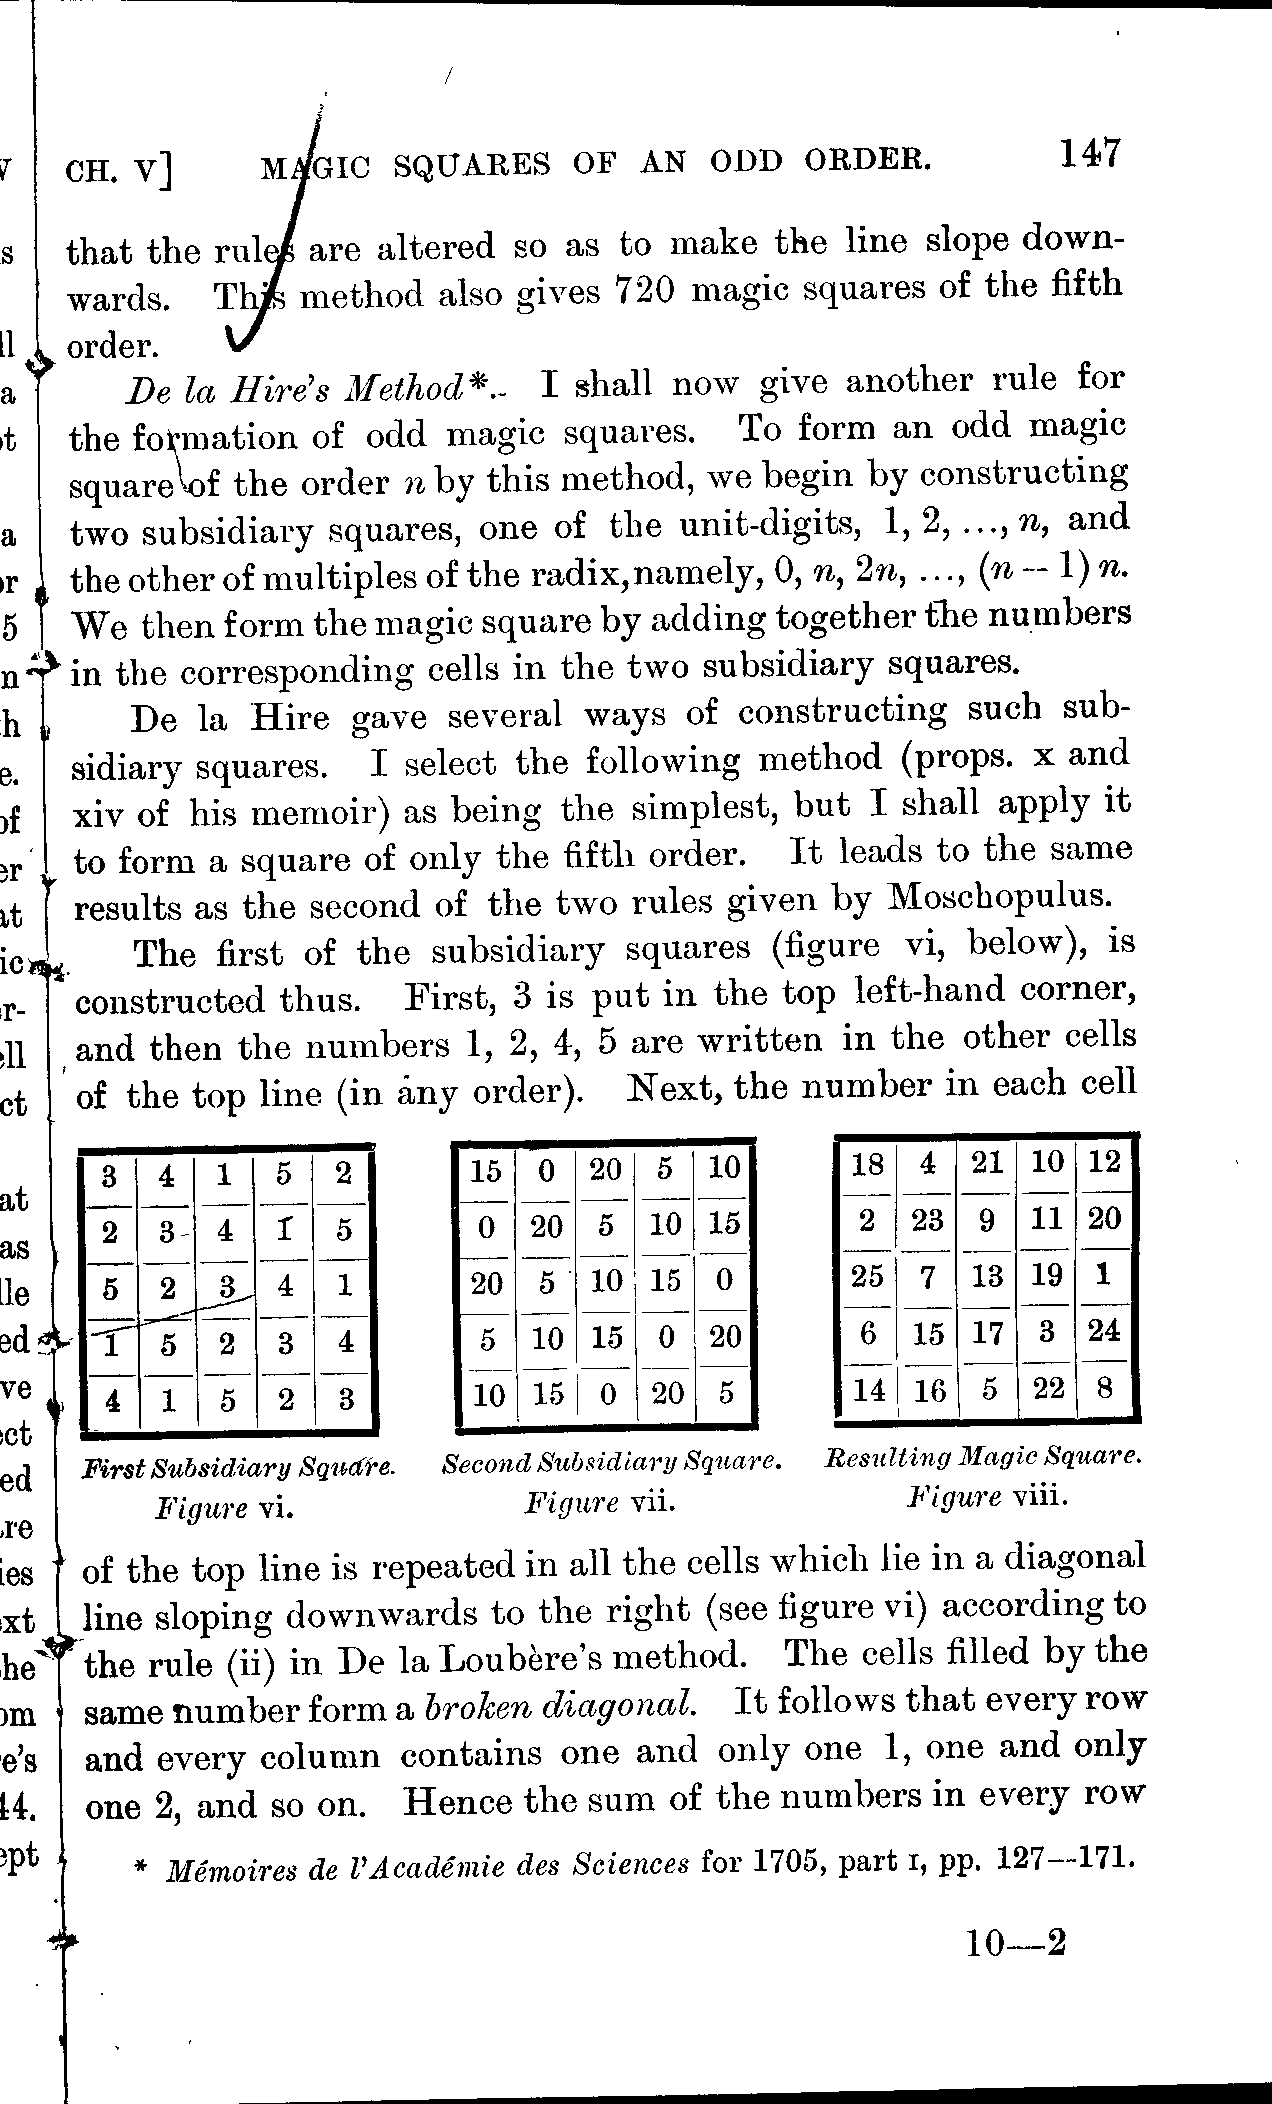 CH. V] MAGIC SQUARES OF AN ODD ORDER. 147
that the rules are altered so as to make the line slope down-
wards. This method also gives 720 magic squares of the fifth
order.
De la Hire's Method*. I shall now give another rule for
the formation of odd magic squares. To form an odd magic
square of the order n by this method, we begin by constructing
two subsidiary squares, one of the unit-digits, 1, 2, ..., n, and
the other of multiples of the radix, namely, 0, n, 2n, ..., (n — 1) n.
We then form the magic square by adding together the numbers
in the corresponding cells in the two subsidiary squares.
De la Hire gave several ways of constructing such sub-
sidiary squares. I select the following method (props. x and
xiv of his memoir) as being the simplest, but I shall apply it
to form a square of only the fifth order. It leads to the same
results as the second of the two rules given by Moschopulus.
The first of the subsidiary squares (figure vi, below), is
constructed thus. First, 3 is put in the top left-hand corner,
and then the numbers 1, 2, 4, 5 are written in the other cells
of the top line (in any order). Next, the number in each cell
3 4 1 5 2
2 3 4 1 5
5 2 3 4 1
1 5 2 3 4
4 1 5 2 3
First Subsidiary Square.
Figure vi.
15 0 20 5 10
0 20 5 10 15
20 5 10 15 0
5 10 15 0 20
10 15 0 20 5
Second Subsidiary Square.
Figure vii.
18 4 21 10 12
2 23 9 11 20
25 7 13 19 1
6 15 17 3 24
14 16 5 22 8
Resulting Magic Square.
Figure viii.
of the top line is repeated in all the cells which lie in a diagonal
line sloping downwards to the right (see figure vi) according to
the rule (ii) in De la Loubère's method. The cells filled by the
same number form a broken diagonal. It follows that every row
and every column contains one and only one 1, one and only
one 2, and so on. Hence the sum of the numbers in every row
* Mémoires de l'Académie des Sciences for 1705, part I, pp. 127—171.
10—2